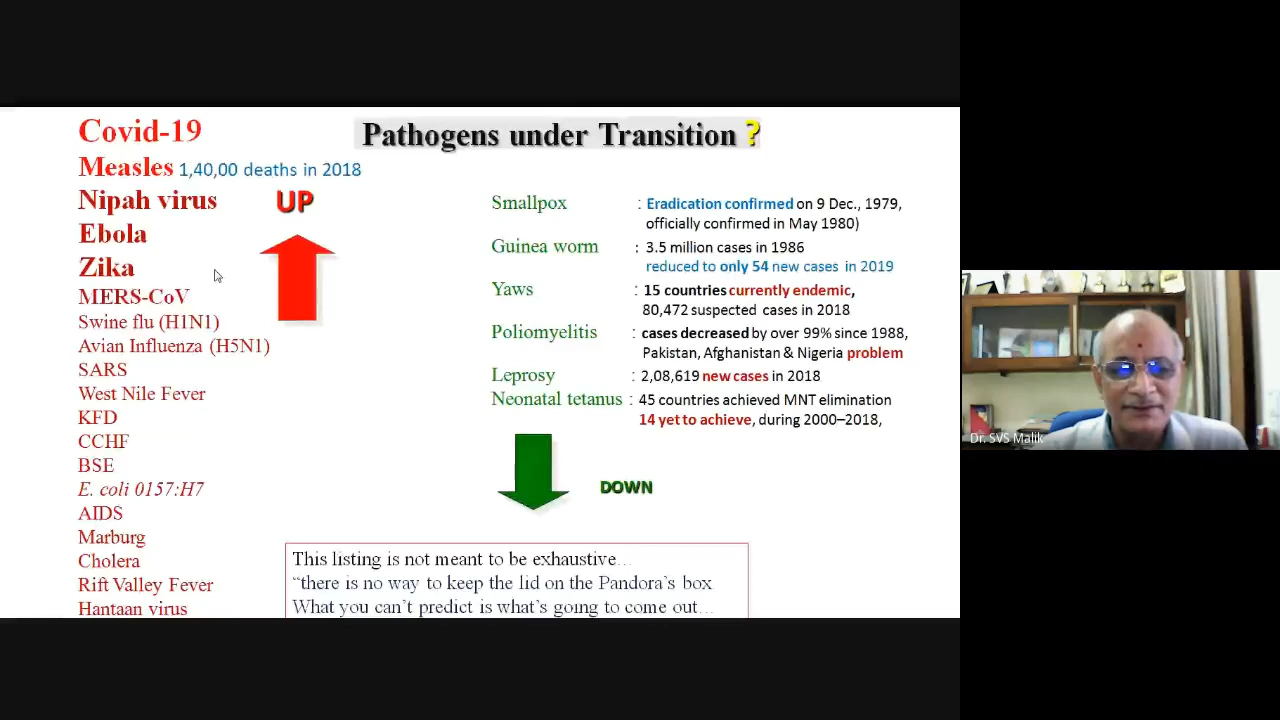 Covid-19
Measles 1,40,00 deaths in 2018
Nipah virus
Ebola
Zika
MERS-CoV
Swine flu (H1N1)
Avian Influenza (H5N1)
SARS
West Nile Fever
KFD
CCHF
BSE
E. coli 0157:H7
AIDS
Marburg
Cholera
Rift Valley Fever
Hantaan virus
UP
Pathogens under Transition ?
Smallpox : Eradication confirmed on 9 Dec., 1979,
officially confirmed in May 1980)
Guinea worm : 3.5 million cases in 1986
reduced to only 54 new cases in 2019
Yaws : 15 countries currently endemic,
80,472 suspected cases in 2018
Poliomyelitis : cases decreased by over 99% since 1988,
Pakistan, Afghanistan & Nigeria problem
Leprosy : 2,08,619 new cases in 2018
Neonatal tetanus : 45 countries achieved MNT elimination
14 yet to achieve, during 2000–2018,
DOWN
This listing is not meant to be exhaustive…
“there is no way to keep the lid on the Pandora’s box
What you can’t predict is what’s going to come out…
Dr. SVS Malik